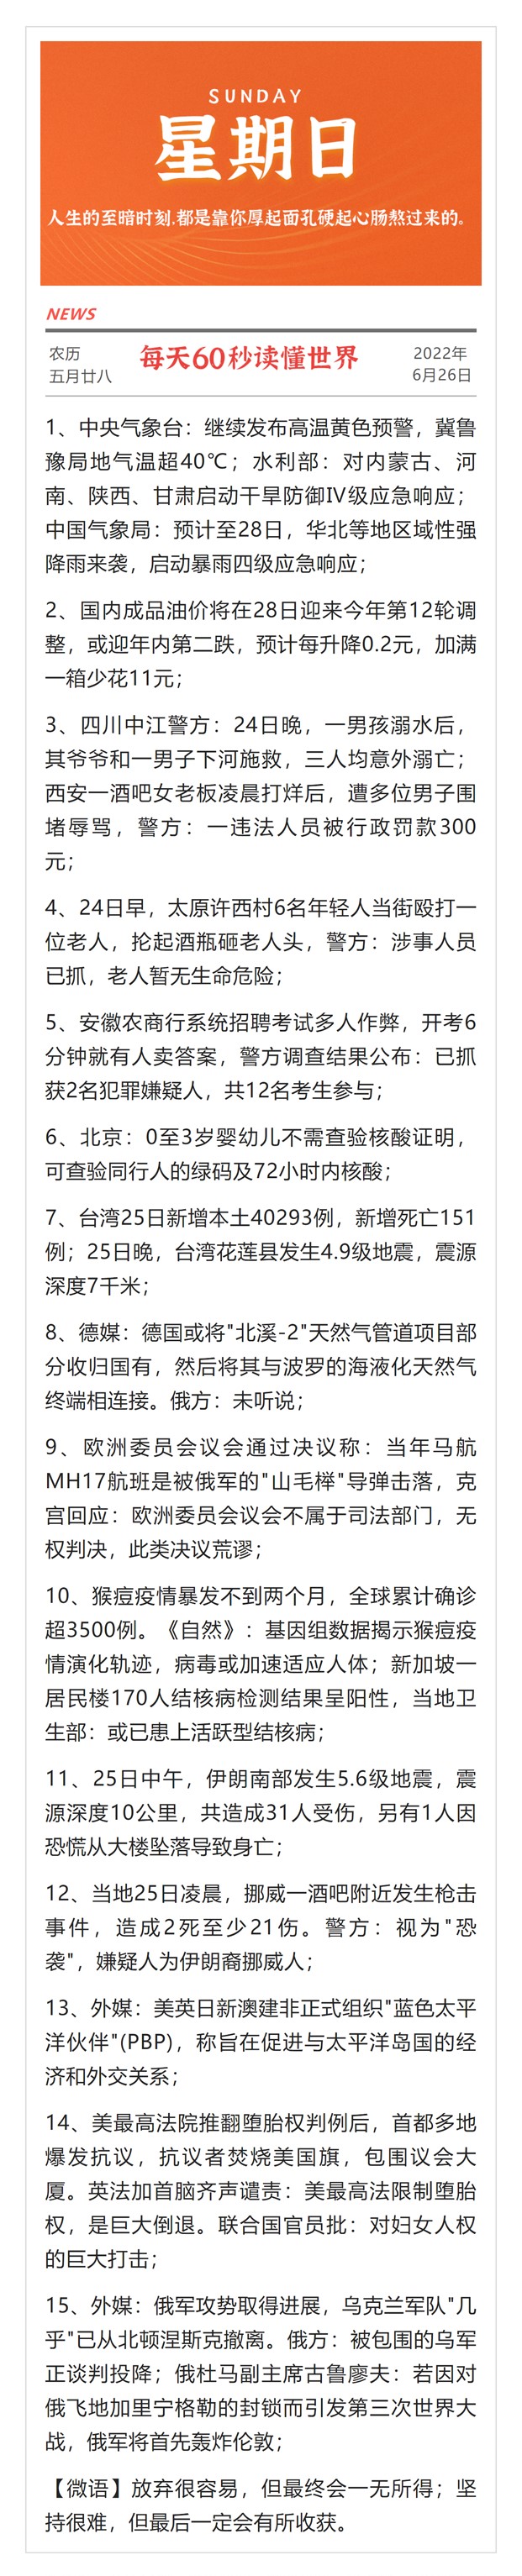 SUNDAY
星期日
人生的至暗时刻,都是靠你厚起面孔硬起心肠熬过来的。
NEWS
农历
五月廿八
每天60秒读懂世界
2022年
6月26日
1、中央气象台：继续发布高温黄色预警，冀鲁
豫局地气温超40℃；水利部：对内蒙古、河
南、陕西、甘肃启动干旱防御Ⅳ级应急响应；
中国气象局：预计至28日，华北等地区域性强
降雨来袭，启动暴雨四级应急响应；
2、国内成品油价将在28日迎来今年第12轮调
整，或迎年内第二跌，预计每升降0.2元，加满
一箱少花11元；
3、四川中江警方：24日晚，一男孩溺水后，
其爷爷和一男子下河施救，三人均意外溺亡；
西安一酒吧女老板凌晨打烊后，遭多位男子围
堵辱骂，警方：一违法人员被行政罚款300
元；
4、24日早，太原许西村6名年轻人当街殴打一
位老人，抡起酒瓶砸老人头，警方：涉事人员
已抓，老人暂无生命危险；
5、安徽农商行系统招聘考试多人作弊，开考6
分钟就有人卖答案，警方调查结果公布：已抓
获2名犯罪嫌疑人，共12名考生参与；
6、北京：0至3岁婴幼儿不需查验核酸证明，
可查验同行人的绿码及72小时内核酸；
7、台湾25日新增本土40293例，新增死亡151
例；25日晚，台湾花莲县发生4.9级地震，震源
深度7千米；
8、德媒：德国或将"北溪-2"天然气管道项目部
分收归国有，然后将其与波罗的海液化天然气
终端相连接。俄方：未听说；
9、欧洲委员会议会通过决议称：当年马航
MH17航班是被俄军的"山毛榉"导弹击落，克
宫回应：欧洲委员会议会不属于司法部门，无
权判决，此类决议荒谬；
10、猴痘疫情暴发不到两个月，全球累计确诊
超3500例。《自然》：基因组数据揭示猴痘疫
情演化轨迹，病毒或加速适应人体；新加坡一
居民楼170人结核病检测结果呈阳性，当地卫
生部：或已患上活跃型结核病；
11、25日中午，伊朗南部发生5.6级地震，震
源深度10公里，共造成31人受伤，另有1人因
恐慌从大楼坠落导致身亡；
12、当地25日凌晨，挪威一酒吧附近发生枪击
事件，造成2死至少21伤。警方：视为"恐
袭"，嫌疑人为伊朗裔挪威人；
13、外媒：美英日新澳建非正式组织"蓝色太平
洋伙伴"(PBP)，称旨在促进与太平洋岛国的经
济和外交关系；
14、美最高法院推翻堕胎权判例后，首都多地
爆发抗议，抗议者焚烧美国旗，包围议会大
厦。英法加首脑齐声谴责：美最高法限制堕胎
权，是巨大倒退。联合国官员批：对妇女人权
的巨大打击；
15、外媒：俄军攻势取得进展，乌克兰军队"几
乎"已从北顿涅斯克撤离。俄方：被包围的乌军
正谈判投降；俄杜马副主席古鲁廖夫：若因对
俄飞地加里宁格勒的封锁而引发第三次世界大
战，俄军将首先轰炸伦敦；
【微语】放弃很容易，但最终会一无所得；坚
持很难，但最后一定会有所收获。